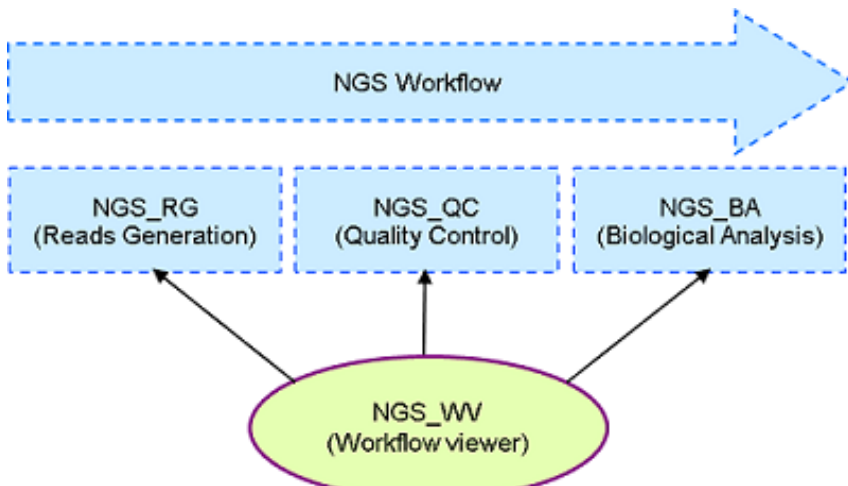 NGS Workflow
NGS_RG
(Reads Generation)
NGS_QC
(Quality Control)
NGS_BA
(Biological Analysis)
NGS_WV
(Workflow viewer)